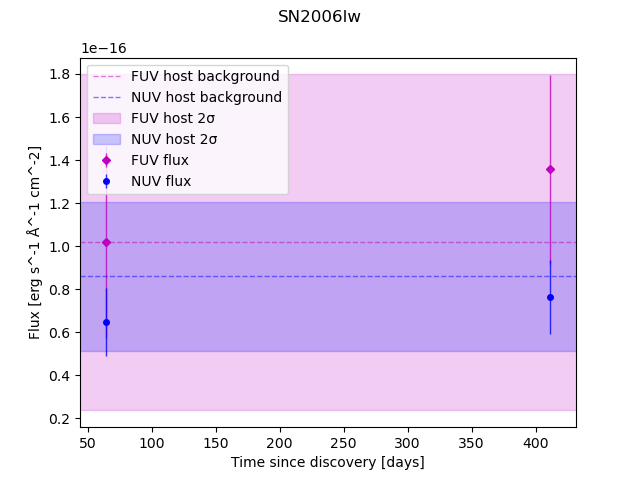 SN2006lw
1e−16
FUV host background
NUV host background
FUV host 2σ
NUV host 2σ
FUV flux
NUV flux
1.8
1.6
1.4
1.2
1.0
0.8
0.6
0.4
0.2
Flux [erg s^-1 Å^-1 cm^-2]
50
100
150
200
250
300
350
400
Time since discovery [days]